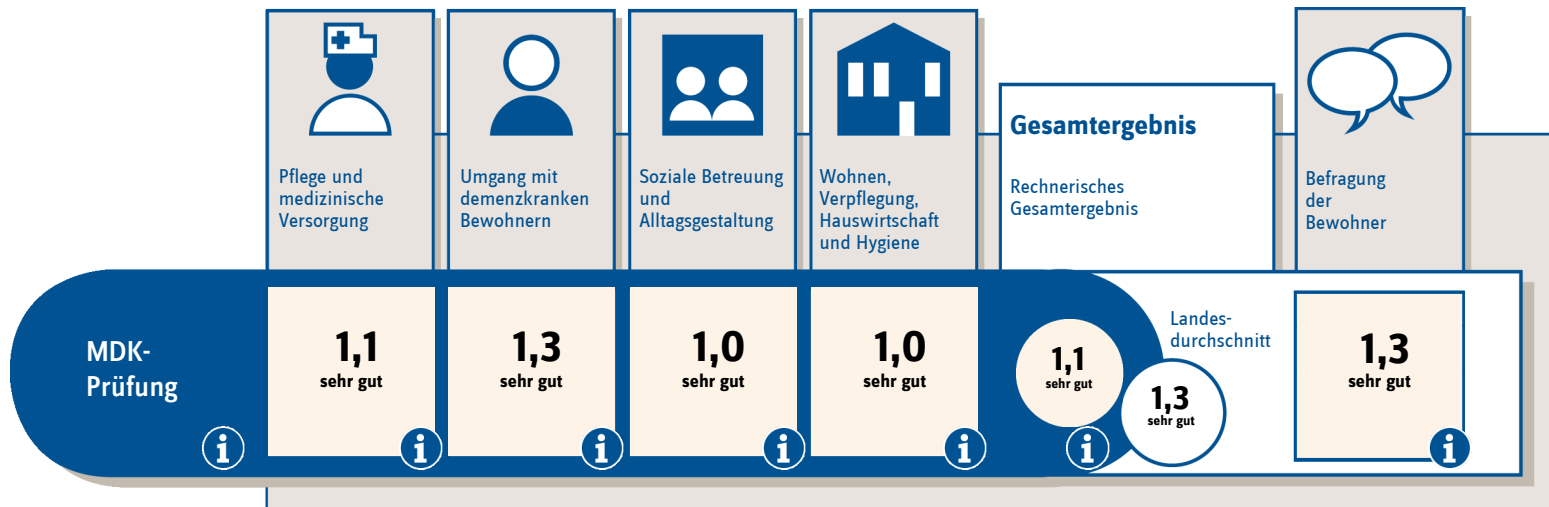 Pflege und
medizinische
Versorgung
Umgang mit
demenzkranken
Bewohnern
Soziale Betreuung
und
Alltagsgestaltung
Wohnen,
Verpflegung,
Hauswirtschaft
und Hygiene
Gesamtergebnis
Rechnerisches
Gesamtergebnis
Befragung
der
Bewohner
MDK-
Prüfung
i
1,1
sehr gut
i
1,3
sehr gut
i
1,0
sehr gut
i
1,0
sehr gut
i
1,1
sehr gut
i
Landes-
durchschnitt
1,3
sehr gut
1,3
sehr gut
i